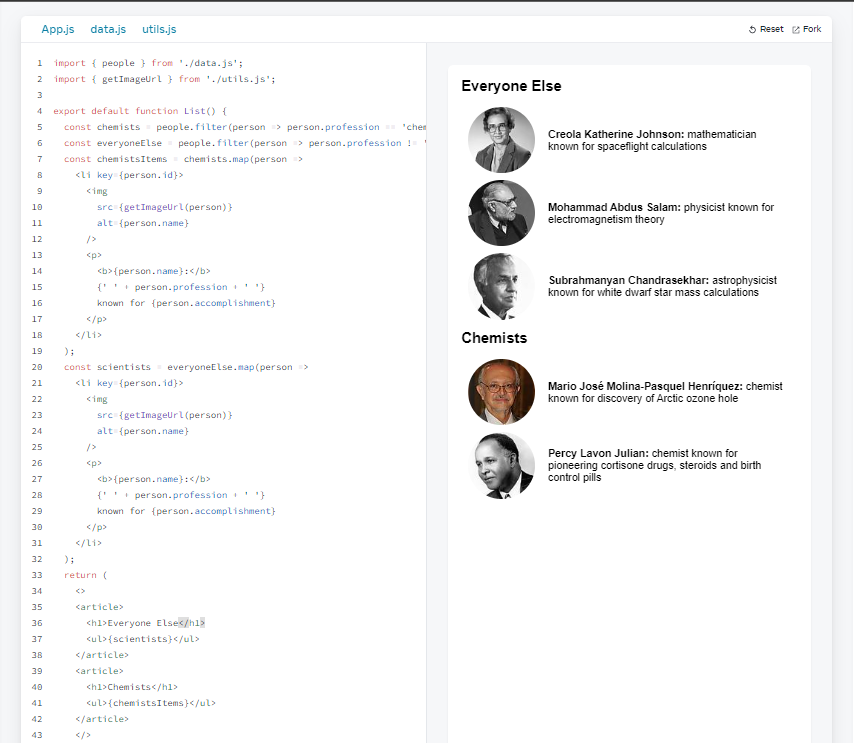 App.js data.js utils.js
Reset Fork
1 import { people } from './data.js';
2 import { getImageUrl } from './utils.js';
3
4 export default function List() {
5 const chemists = people.filter(person => person.profession == 'chem
6 const everyoneElse = people.filter(person => person.profession != '
7 const chemistsItems = chemists.map(person =>
8 <li key={person.id}>
9 <img
10 src={getImageUrl(person)}
11 alt={person.name}
12 />
13 <p>
14 <b>{person.name}:</b>
15 {' ' + person.profession + ' '}
16 known for {person.accomplishment}
17 </p>
18 </li>
19 );
20 const scientists = everyoneElse.map(person =>
21 <li key={person.id}>
22 <img
23 src={getImageUrl(person)}
24 alt={person.name}
25 />
26 <p>
27 <b>{person.name}:</b>
28 {' ' + person.profession + ' '}
29 known for {person.accomplishment}
30 </p>
31 </li>
32 );
33 return (
34 <>
35 <article>
36 <h1>Everyone Else</h1>
37 <ul>{scientists}</ul>
38 </article>
39 <article>
40 <h1>Chemists</h1>
41 <ul>{chemistsItems}</ul>
42 </article>
43 </>
Everyone Else
Creola Katherine Johnson: mathematician
known for spaceflight calculations
Mohammad Abdus Salam: physicist known for
electromagnetism theory
Subrahmanyan Chandrasekhar: astrophysicist
known for white dwarf star mass calculations
Chemists
Mario José Molina-Pasquel Henríquez: chemist
known for discovery of Arctic ozone hole
Percy Lavon Julian: chemist known for
pioneering cortisone drugs, steroids and birth
control pills